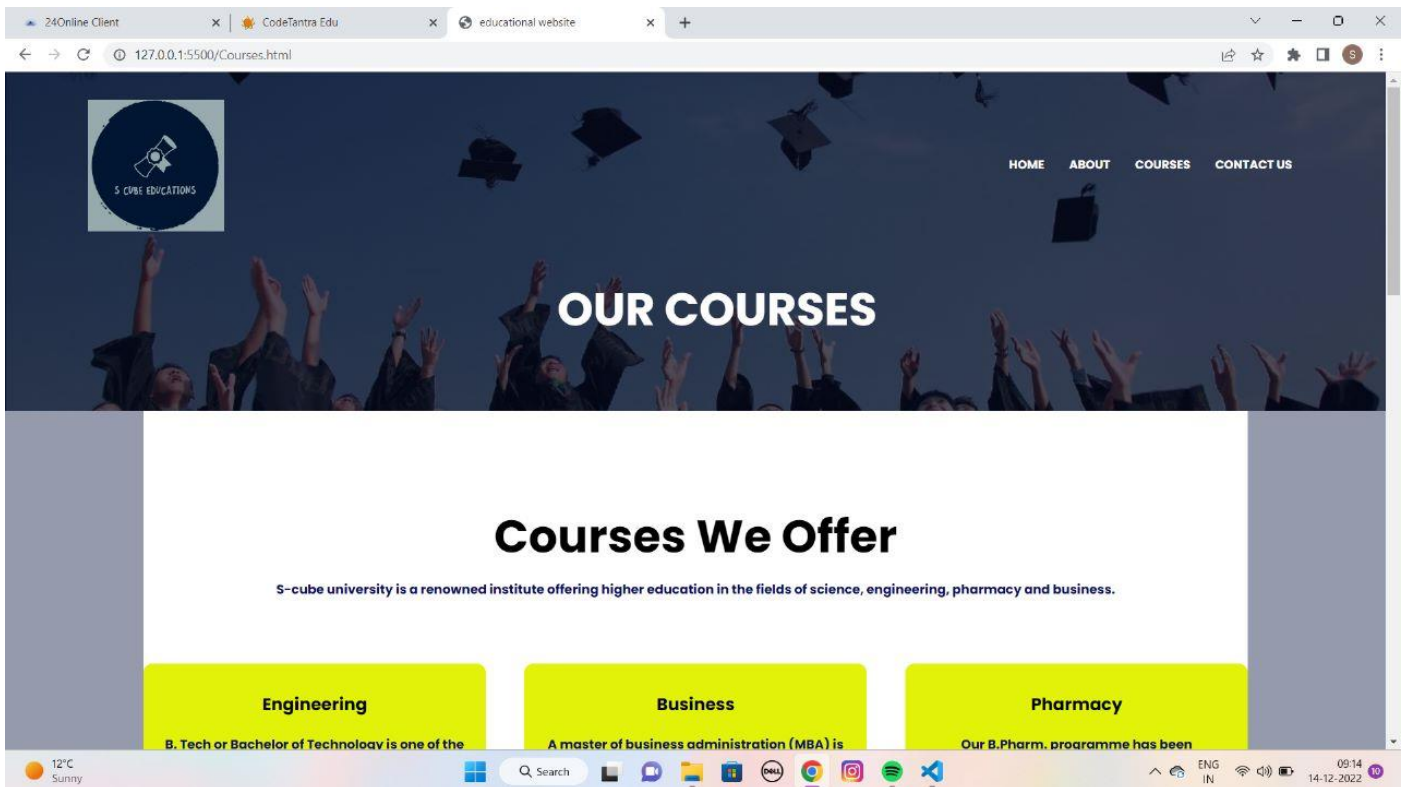 24Online Client
CodeTantra Edu
educational website
127.0.0.1:5500/Courses.html
S
S CUBE EDUCATIONS
HOME ABOUT COURSES CONTACT US
OUR COURSES
Courses We Offer
S-cube university is a renowned institute offering higher education in the fields of science, engineering, pharmacy and business.
Engineering
B. Tech or Bachelor of Technology is one of the
Business
A master of business administration (MBA) is
Pharmacy
Our B.Pharm. programme has been
12°C
Sunny
Search
DELL
ENG
IN
09:14
14-12-2022
10